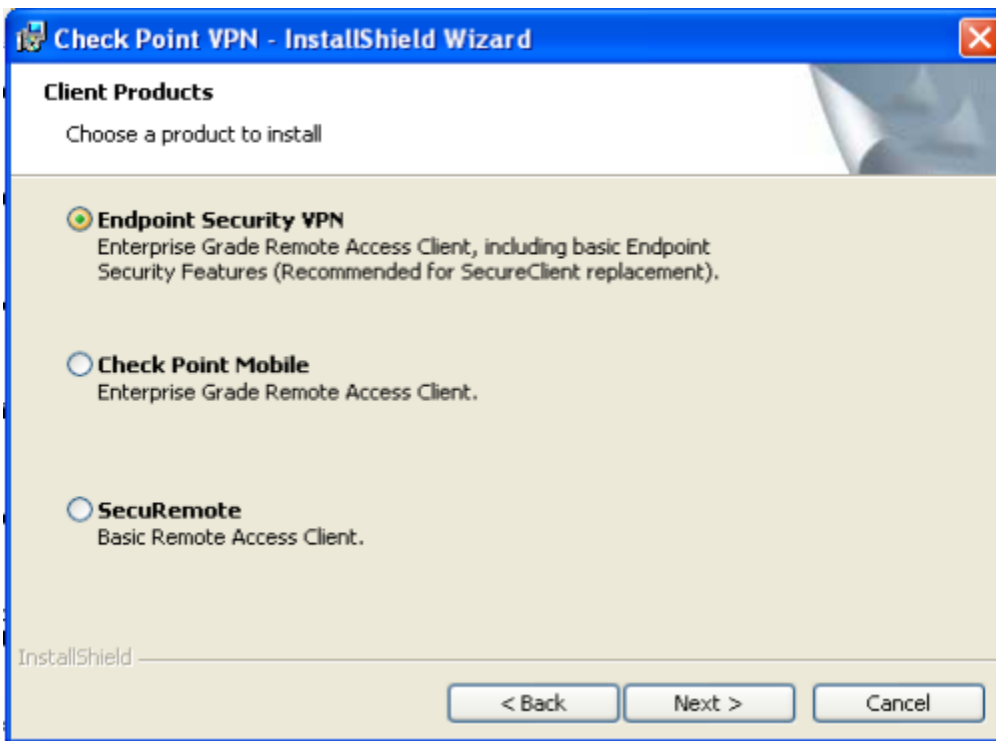 Check Point VPN - InstallShield Wizard
Client Products
Choose a product to install
Endpoint Security VPN
Enterprise Grade Remote Access Client, including basic Endpoint
Security Features (Recommended for SecureClient replacement).
Check Point Mobile
Enterprise Grade Remote Access Client.
SecuRemote
Basic Remote Access Client.
InstallShield
< Back
Next >
Cancel